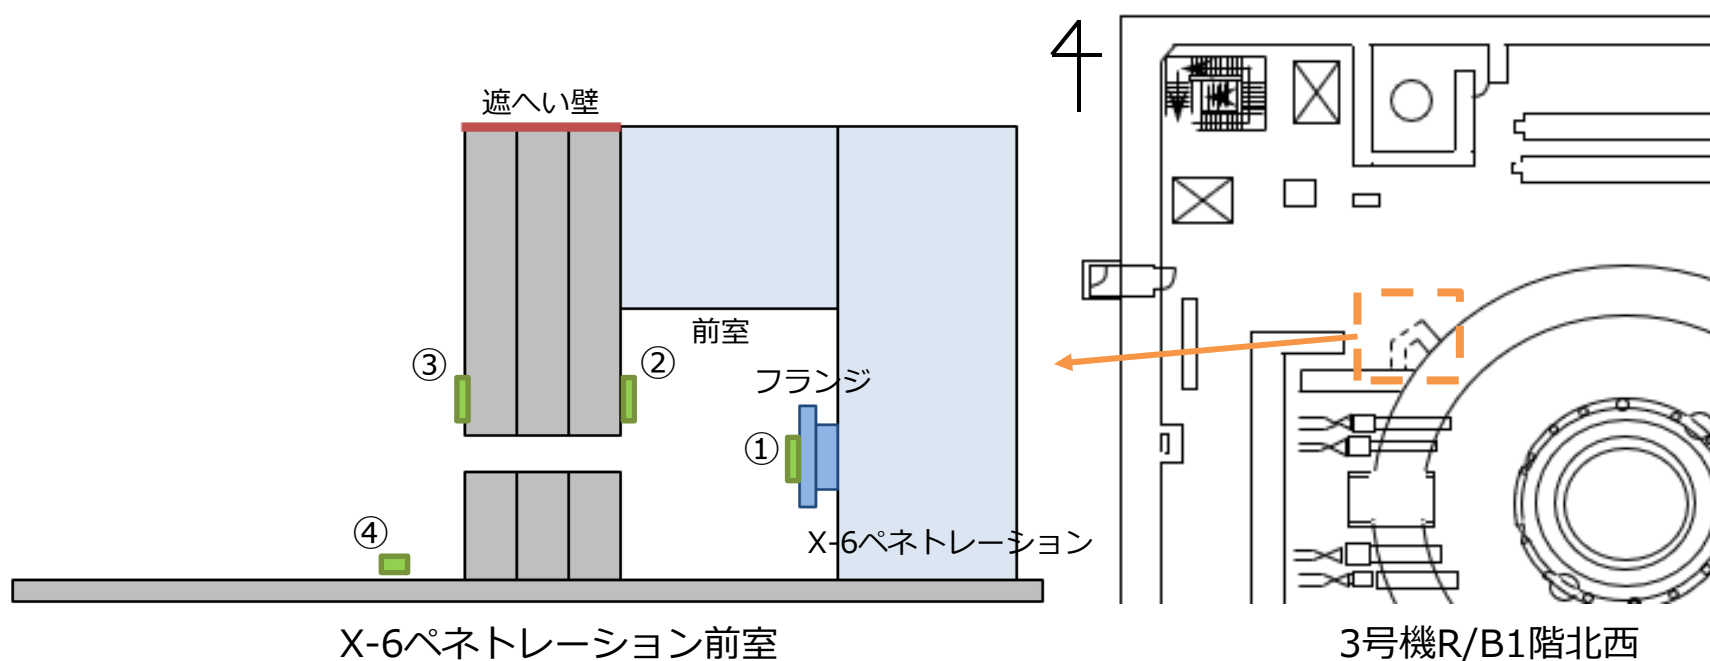 遮へい壁
前室
③
②
フランジ
①
④
X-6ペネトレーション
X-6ペネトレーション前室
3号機R/B1階北西